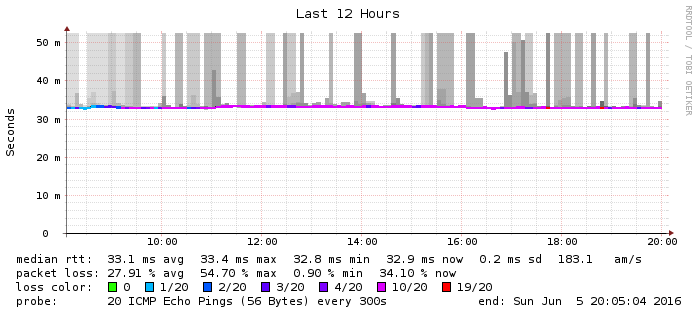 Last 12 Hours
RRDTOOL / TOBI OETIKER
Seconds
50 m
40 m
30 m
20 m
10 m
0
10:00 12:00 14:00 16:00 18:00 20:00
median rtt: 33.1 ms avg 33.4 ms max 32.8 ms min 32.9 ms now 0.2 ms sd 183.1 am/s
packet loss: 27.91 % avg 54.70 % max 0.90 % min 34.10 % now
loss color: 0 1/20 2/20 3/20 4/20 10/20 19/20
probe: 20 ICMP Echo Pings (56 Bytes) every 300s end: Sun Jun 5 20:05:04 2016